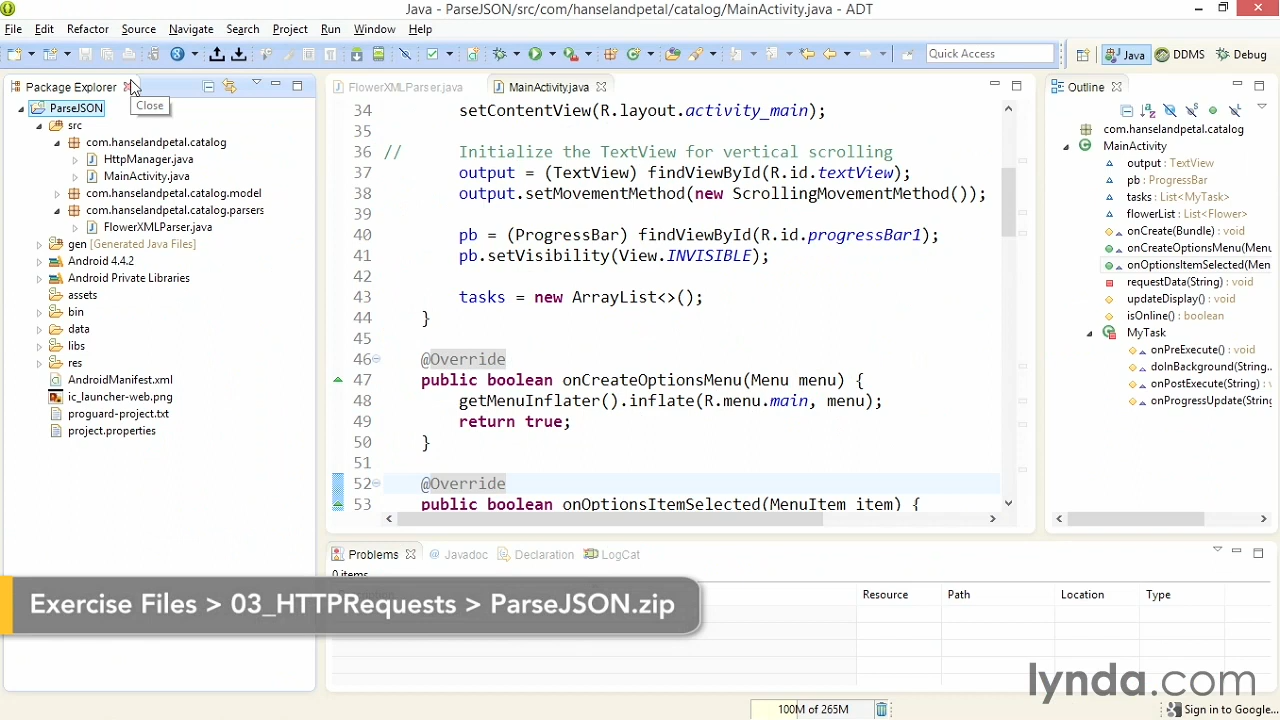 Java - ParseJSON/src/com/hanselandpetal/catalog/MainActivity.java - ADT
File Edit Refactor Source Navigate Search Project Run Window Help
Quick Access
Java
DDMS
Debug
Package Explorer
Close
ParseJSON
src
com.hanselandpetal.catalog
HttpManager.java
MainActivity.java
com.hanselandpetal.catalog.model
com.hanselandpetal.catalog.parsers
FlowerXMLParser.java
gen [Generated Java Files]
Android 4.4.2
Android Private Libraries
assets
bin
data
libs
res
AndroidManifest.xml
ic_launcher-web.png
proguard-project.txt
project.properties
FlowerXMLParser.java
MainActivity.java
34 setContentView(R.layout.activity_main);
35
36 // Initialize the TextView for vertical scrolling
37 output = (TextView) findViewById(R.id.textView);
38 output.setMovementMethod(new ScrollingMovementMethod());
39
40 pb = (ProgressBar) findViewById(R.id.progressBar1);
41 pb.setVisibility(View.INVISIBLE);
42
43 tasks = new ArrayList<>();
44 }
45
46 @Override
47 public boolean onCreateOptionsMenu(Menu menu) {
48 getMenuInflater().inflate(R.menu.main, menu);
49 return true;
50 }
51
52 @Override
53 public boolean onOptionsItemSelected(MenuItem item) {
Outline
com.hanselandpetal.catalog
MainActivity
output : TextView
pb : ProgressBar
tasks : List<MyTask>
flowerList : List<Flower>
onCreate(Bundle) : void
onCreateOptionsMenu(Menu
onOptionsItemSelected(Men
requestData(String) : void
updateDisplay() : void
isOnline() : boolean
MyTask
onPreExecute() : void
doInBackground(String...
onPostExecute(String) :
onProgressUpdate(String
Problems
@ Javadoc
Declaration
LogCat
0 items
Resource Path Location Type
Exercise Files > 03_HTTPRequests > ParseJSON.zip
lynda.com
100M of 265M
Sign in to Google...